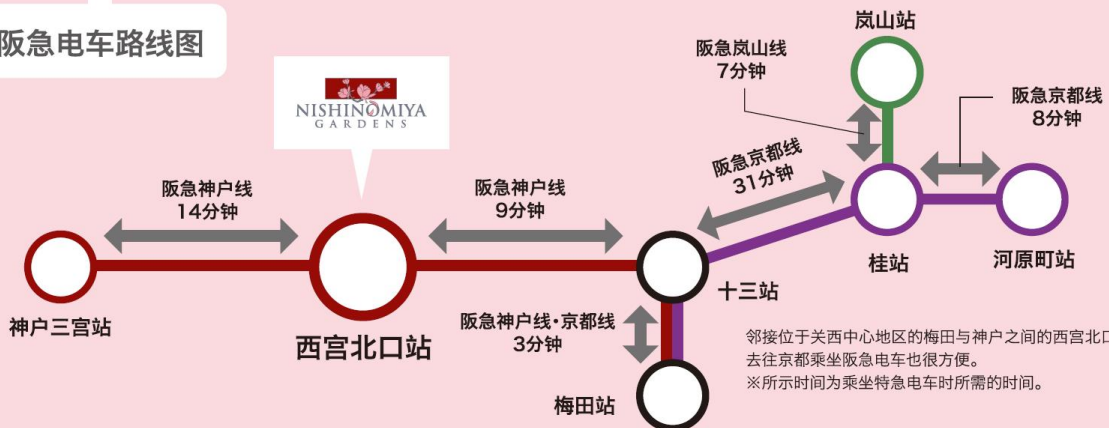 阪急电车路线图
NISHINOMIYA
GARDENS
岚山站
阪急岚山线
7分钟
阪急京都线
8分钟
阪急京都线
31分钟
阪急神户线
14分钟
阪急神户线
9分钟
神户三宫站
西宫北口站
十三站
桂站
河原町站
阪急神户线・京都线
3分钟
梅田站
邻接位于关西中心地区的梅田与神户之间的西宫北口
去往京都乘坐阪急电车也很方便。
※所示时间为乘坐特急电车时所需的时间。